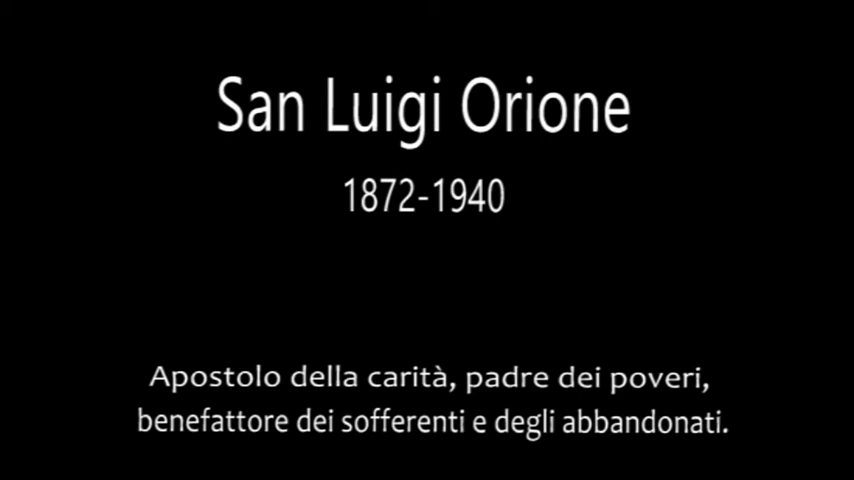 San Luigi Orione
1872-1940
Apostolo della carità, padre dei poveri,
benefattore dei sofferenti e degli abbandonati.